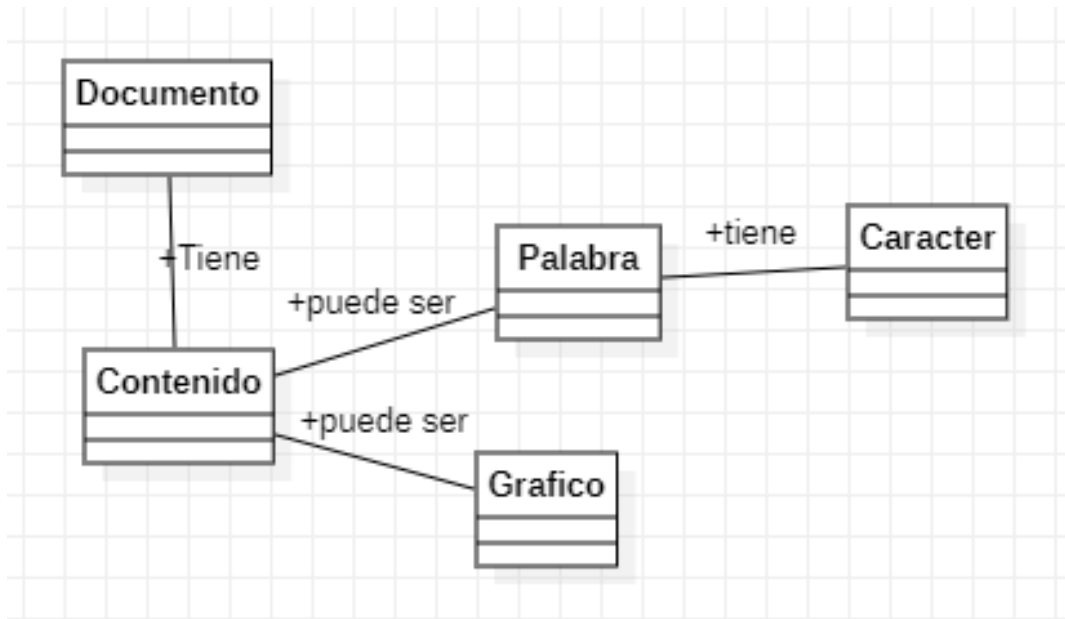 Documento
+Tiene
Contenido
+puede ser
Palabra
+tiene
Caracter
+puede ser
Grafico